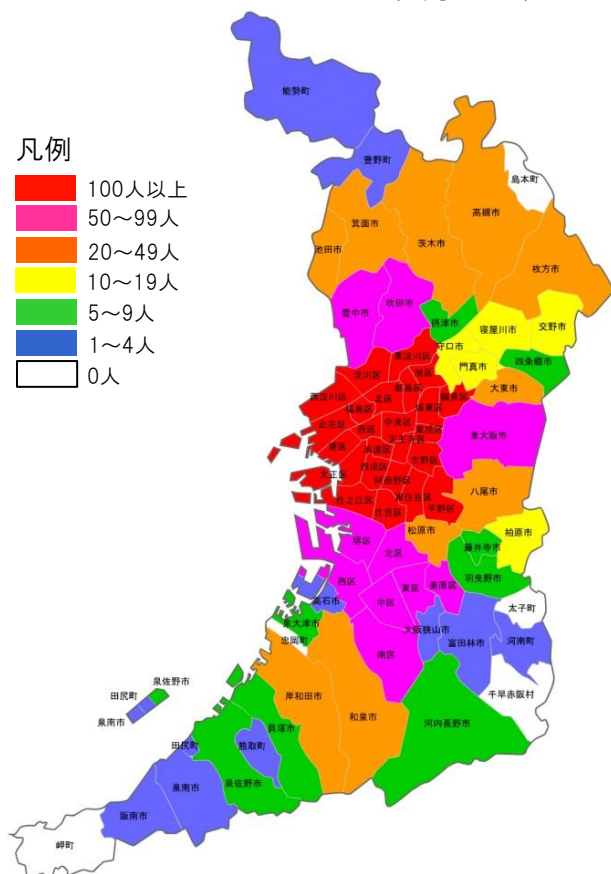 能勢町
豊野町
島本町
凡例
100人以上
50～99人
20～49人
10～19人
5～9人
1～4人
0人
高槻市
箕面市
茨木市
池田市
枚方市
吹田市
豊中市
摂津市
寝屋川市
交野市
守口市
東淀川区
門真市
四条畷市
淀川区
旭区
大東市
都島区
西淀川区
北区
鶴見区
城東区
福島区
此花区
中央区
西区
東成区
東大阪市
天王寺区
港区
浪速区
生野区
西成区
大正区
阿倍野区
八尾市
東住吉区
住之江区
平野区
住吉区
松原市
柏原市
堺区
藤井寺市
北区
羽曳野市
西区
東区
美原区
高石市
中区
太子町
泉大津市
大阪狭山市
富田林市
河南町
忠岡町
南区
泉佐野市
田尻町
岸和田市
千早赤阪村
和泉市
泉南市
貝塚市
河内長野市
田尻町
熊取町
泉佐野市
泉南市
阪南市
岬町